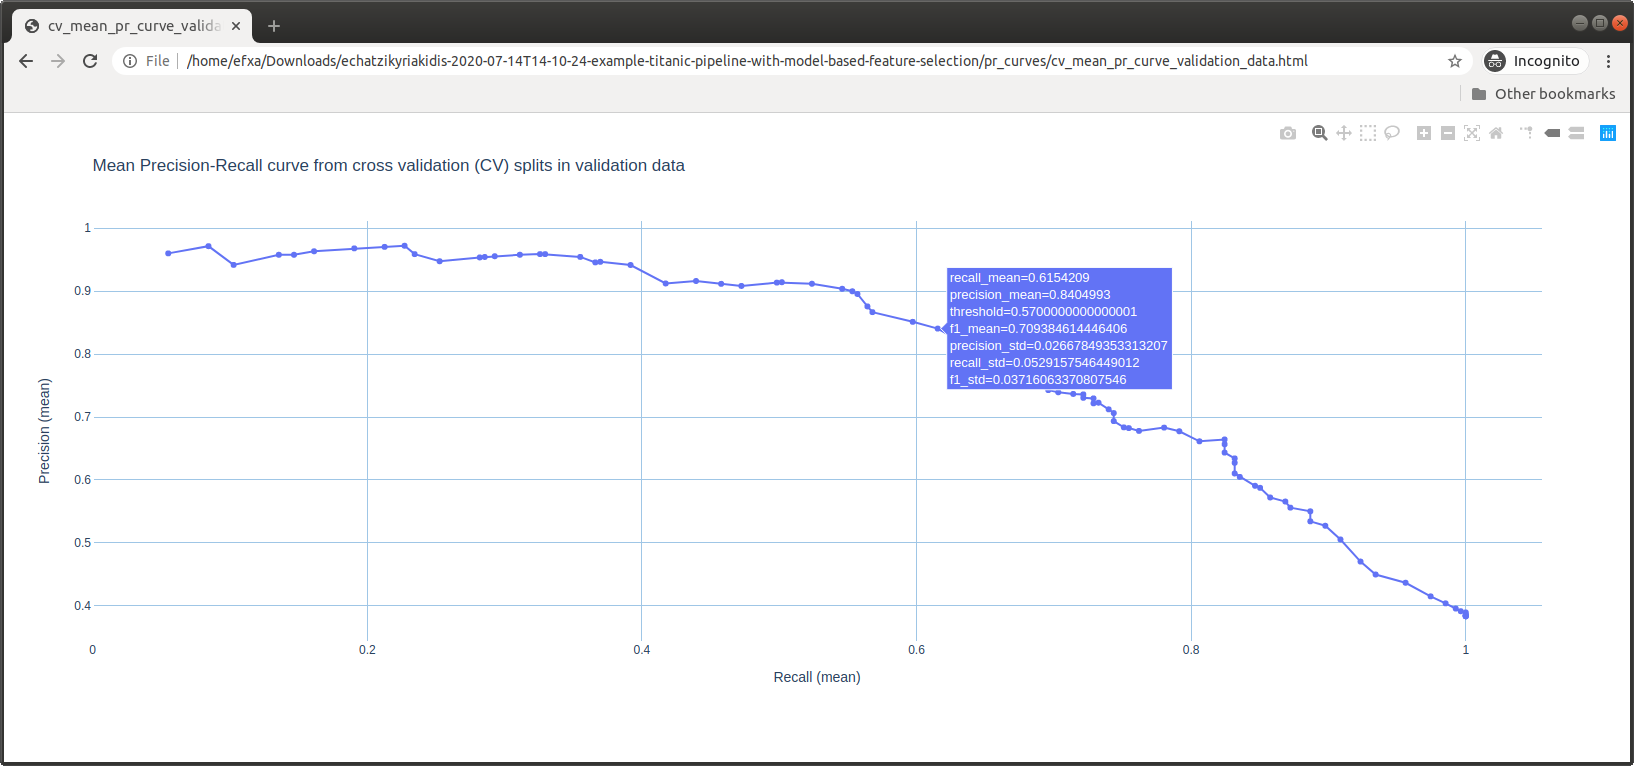 cv_mean_pr_curve_valida
File
/home/efxa/Downloads/echatzikyriakidis-2020-07-14T14-10-24-example-titanic-pipeline-with-model-based-feature-selection/pr_curves/cv_mean_pr_curve_validation_data.html
Incognito
Other bookmarks
Mean Precision-Recall curve from cross validation (CV) splits in validation data
1
0.9
0.8
0.7
0.6
0.5
0.4
Precision (mean)
recall_mean=0.6154209
precision_mean=0.8404993
threshold=0.5700000000000001
f1_mean=0.709384614446406
precision_std=0.02667849353313207
recall_std=0.0529157546449012
f1_std=0.03716063370807546
0
0.2
0.4
0.6
0.8
1
Recall (mean)